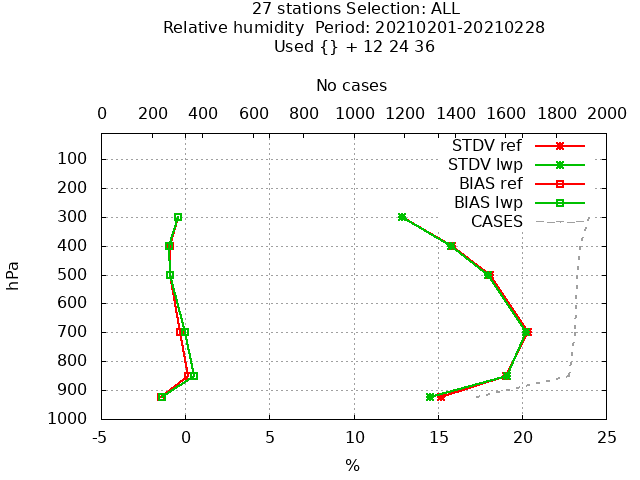 27 stations Selection: ALL
Relative humidity  Period: 20210201-20210228
Used {} + 12 24 36
No cases
0 200 300 400 600 800 1000 1200 1400 1600 1800 2000
STDV ref
STDV lwp
BIAS ref
BIAS lwp
CASES
100
200
300
400
500
600
700
800
900
1000
hPa
-5 0 5 10 15 20 25
%